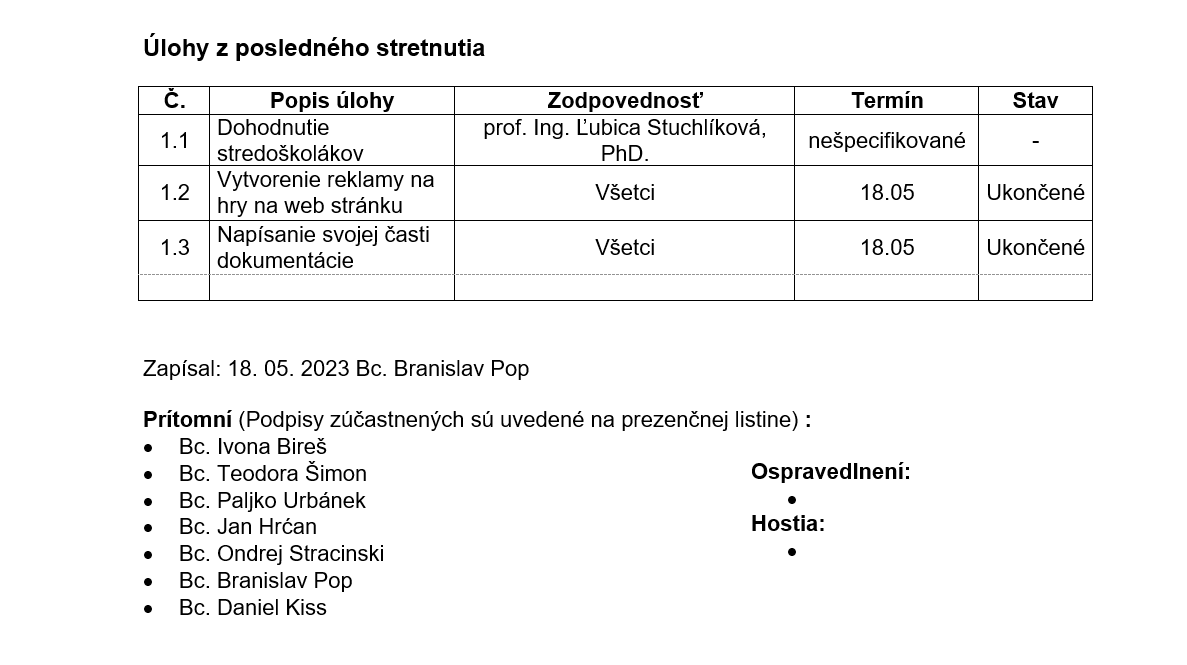 Úlohy z posledného stretnutia
Č. Popis úlohy Zodpovednosť Termín Stav
1.1 Dohodnutie stredoškolákov prof. Ing. Ľubica Stuchlíková, PhD. nešpecifikované -
1.2 Vytvorenie reklamy na hry na web stránku Všetci 18.05 Ukončené
1.3 Napísanie svojej časti dokumentácie Všetci 18.05 Ukončené
Zapísal: 18. 05. 2023 Bc. Branislav Pop
Prítomní (Podpisy zúčastnených sú uvedené na prezenčnej listine) :
• Bc. Ivona Bireš
• Bc. Teodora Šimon
• Bc. Paljko Urbánek
• Bc. Jan Hrćan
• Bc. Ondrej Stracinski
• Bc. Branislav Pop
• Bc. Daniel Kiss
Ospravedlnení:
•
Hostia:
•